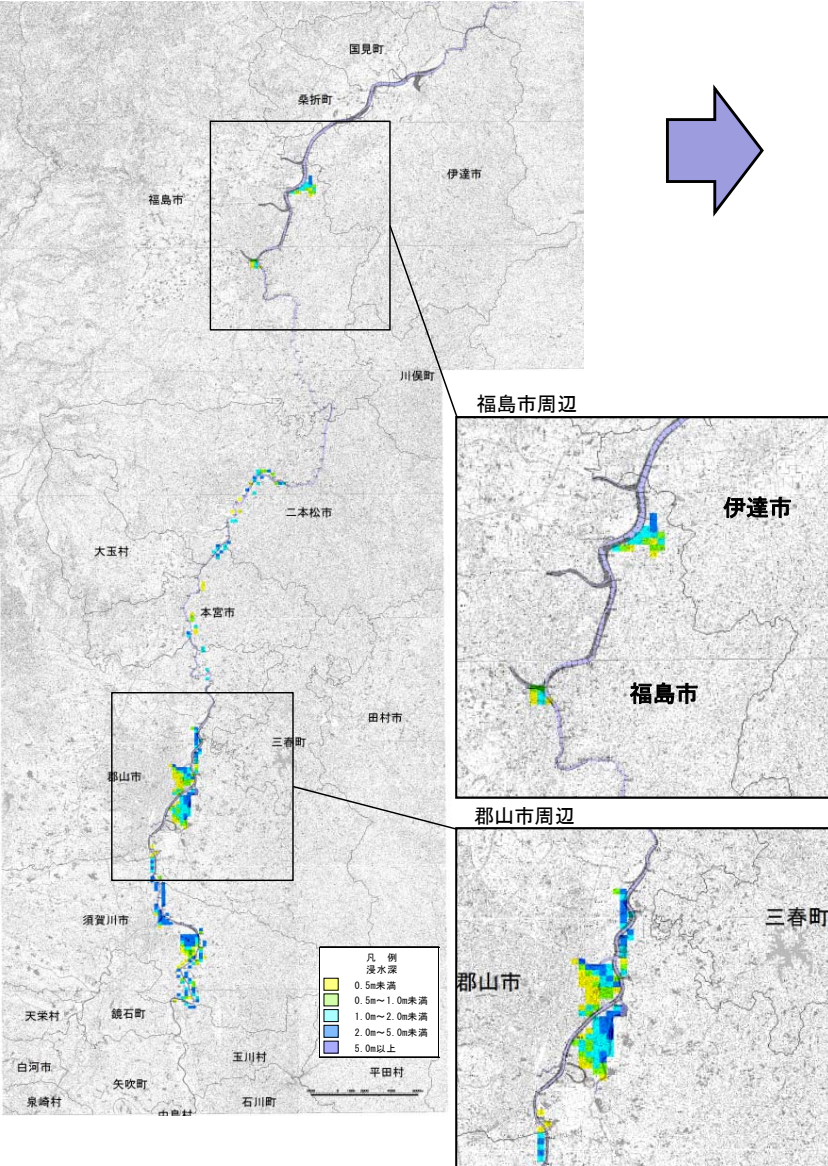 国見町
桑折町
伊達市
福島市
川俣町
福島市周辺
伊達市
福島市
二本松市
大玉村
本宮市
田村市
三春町
郡山市
郡山市周辺
三春町
郡山市
須賀川市
凡 例
浸水深
0.5m未満
0.5m～1.0m未満
1.0m～2.0m未満
2.0m～5.0m未満
5.0m以上
天栄村
鏡石町
玉川村
白河市
平田村
矢吹町
泉崎村
石川町
中島村